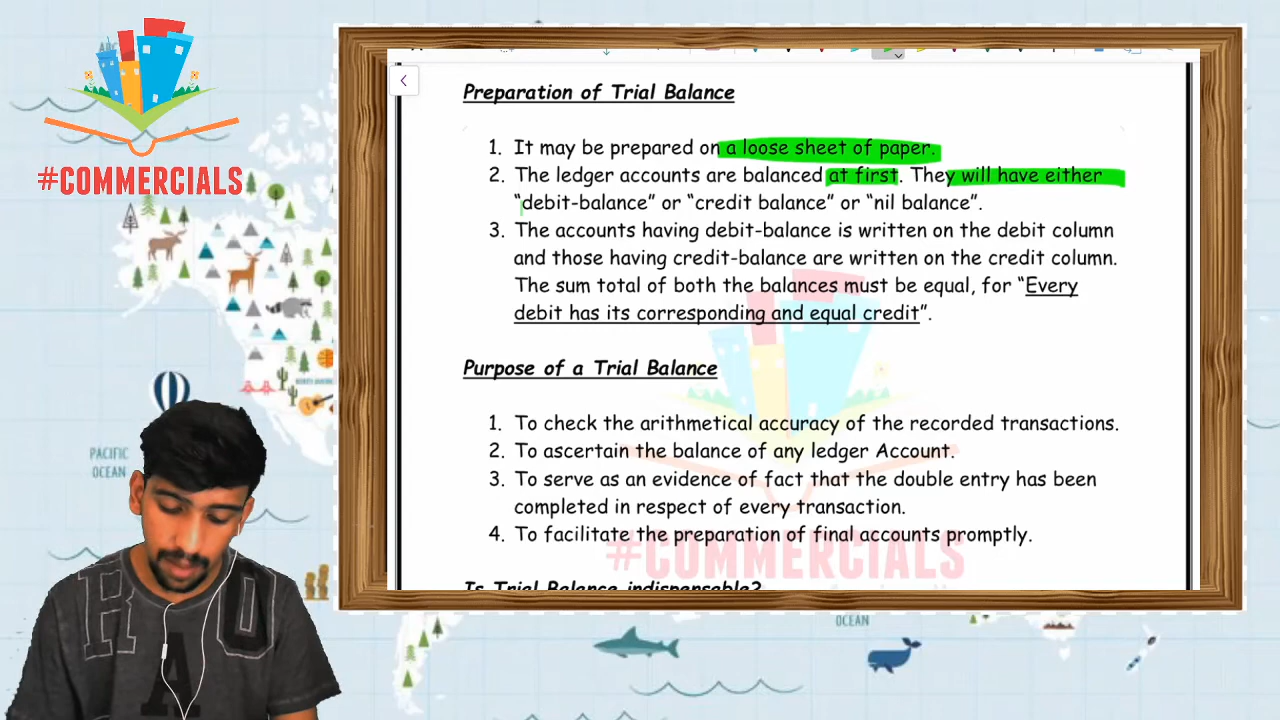 #COMMERCIALS
Preparation of Trial Balance
1. It may be prepared on a loose sheet of paper.
2. The ledger accounts are balanced at first. They will have either
“debit-balance” or “credit balance” or “nil balance”.
3. The accounts having debit-balance is written on the debit column
and those having credit-balance are written on the credit column.
The sum total of both the balances must be equal, for “Every
debit has its corresponding and equal credit”.
Purpose of a Trial Balance
1. To check the arithmetical accuracy of the recorded transactions.
2. To ascertain the balance of any ledger Account.
3. To serve as an evidence of fact that the double entry has been
completed in respect of every transaction.
4. To facilitate the preparation of final accounts promptly.
#COMMERCIALS
Is Trial Balance indispensable?
PACIFIC
OCEAN
OCEAN
R O
A